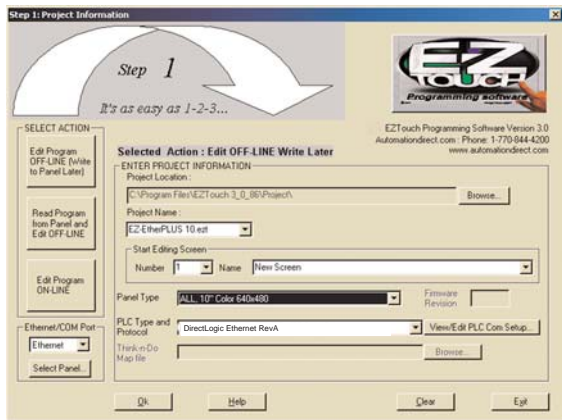 Step 1: Project Information
Step 1
It's as easy as 1-2-3...
EZ
TOUCH
Programming software
EZTouch Programming Software Version 3.0
Automationdirect.com : Phone: 1-770-844-4200
www.automationdirect.com
SELECT ACTION
Edit Program
OFF-LINE (Write
to Panel Later)
Read Program
from Panel and
Edit OFF-LINE
Edit Program
ON-LINE
Ethernet/COM Port
Ethernet
Select Panel...
Selected Action : Edit OFF-LINE Write Later
ENTER PROJECT INFORMATION
Project Location :
C:\Program Files\EZTouch 3_0_86\Project\
Browse...
Project Name :
EZ-EtherPLUS 10.ezt
Start Editing Screen
Number 1 Name New Screen
Panel Type ALL, 10" Color 640x480 Firmware
Revision
PLC Type and
Protocol DirectLogic Ethernet RevA View/Edit PLC Com Setup...
Think-n-Do
Map file Browse...
Ok Help Clear Exit